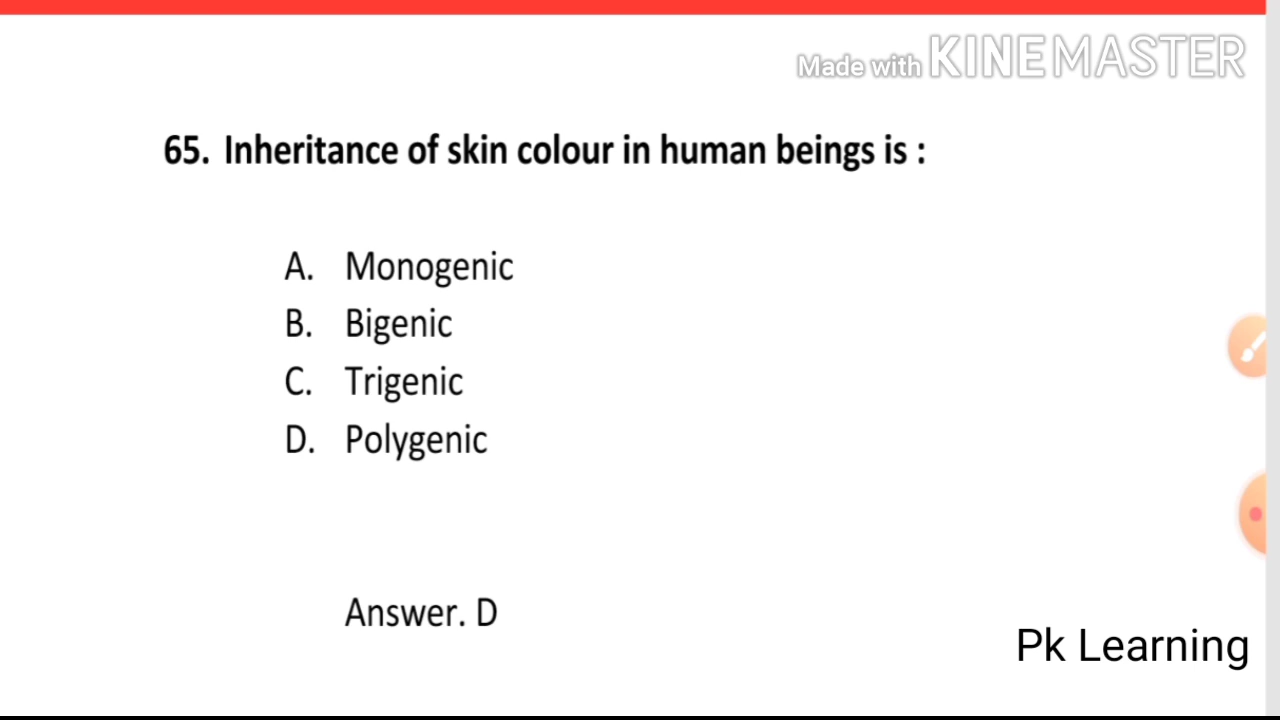 Made with KINEMASTER
65. Inheritance of skin colour in human beings is :
A. Monogenic
B. Bigenic
C. Trigenic
D. Polygenic
Answer. D
Pk Learning